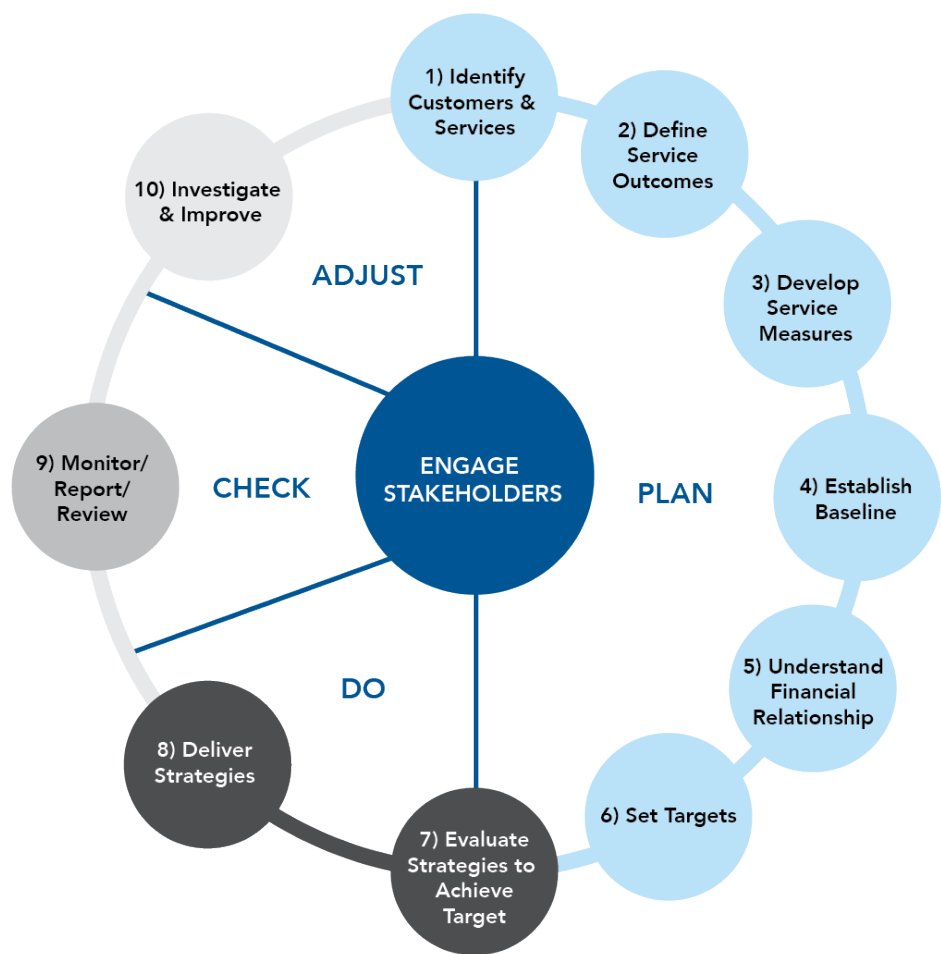 1) Identify
Customers &
Services
2) Define
Service
Outcomes
3) Develop
Service
Measures
4) Establish
Baseline
5) Understand
Financial
Relationship
6) Set Targets
7) Evaluate
Strategies to
Achieve
Target
8) Deliver
Strategies
9) Monitor/
Report/
Review
10) Investigate
& Improve
ADJUST
CHECK
DO
PLAN
ENGAGE
STAKEHOLDERS